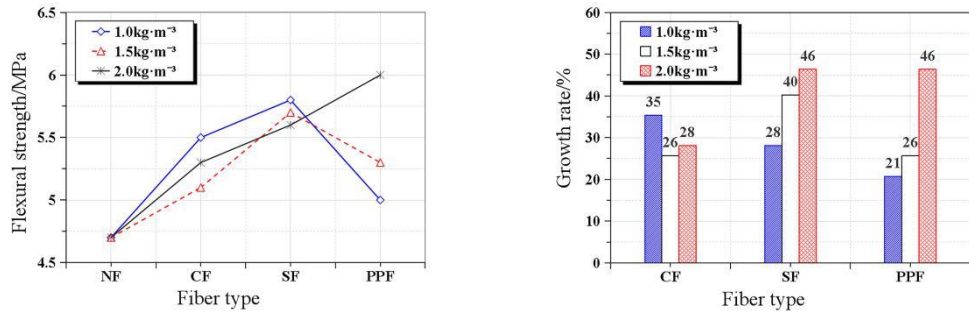 6.5
6
5.5
5
4.5
Flexural strength/MPa
1.0kg·m⁻³
1.5kg·m⁻³
2.0kg·m⁻³
NF CF SF PPF
Fiber type
60
50
40
30
20
10
0
Growth rate/%
1.0kg·m⁻³
1.5kg·m⁻³
2.0kg·m⁻³
35 26 28
28 40 46
21 26 46
CF SF PPF
Fiber type